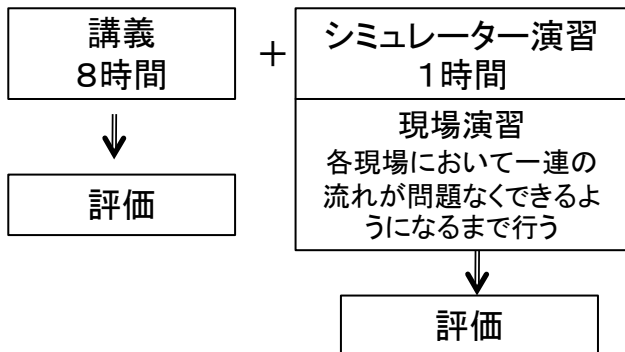 講義
8時間
＋
シミュレーター演習
１時間
現場演習
各現場において一連の
流れが問題なくできるよ
うになるまで行う
評価
評価